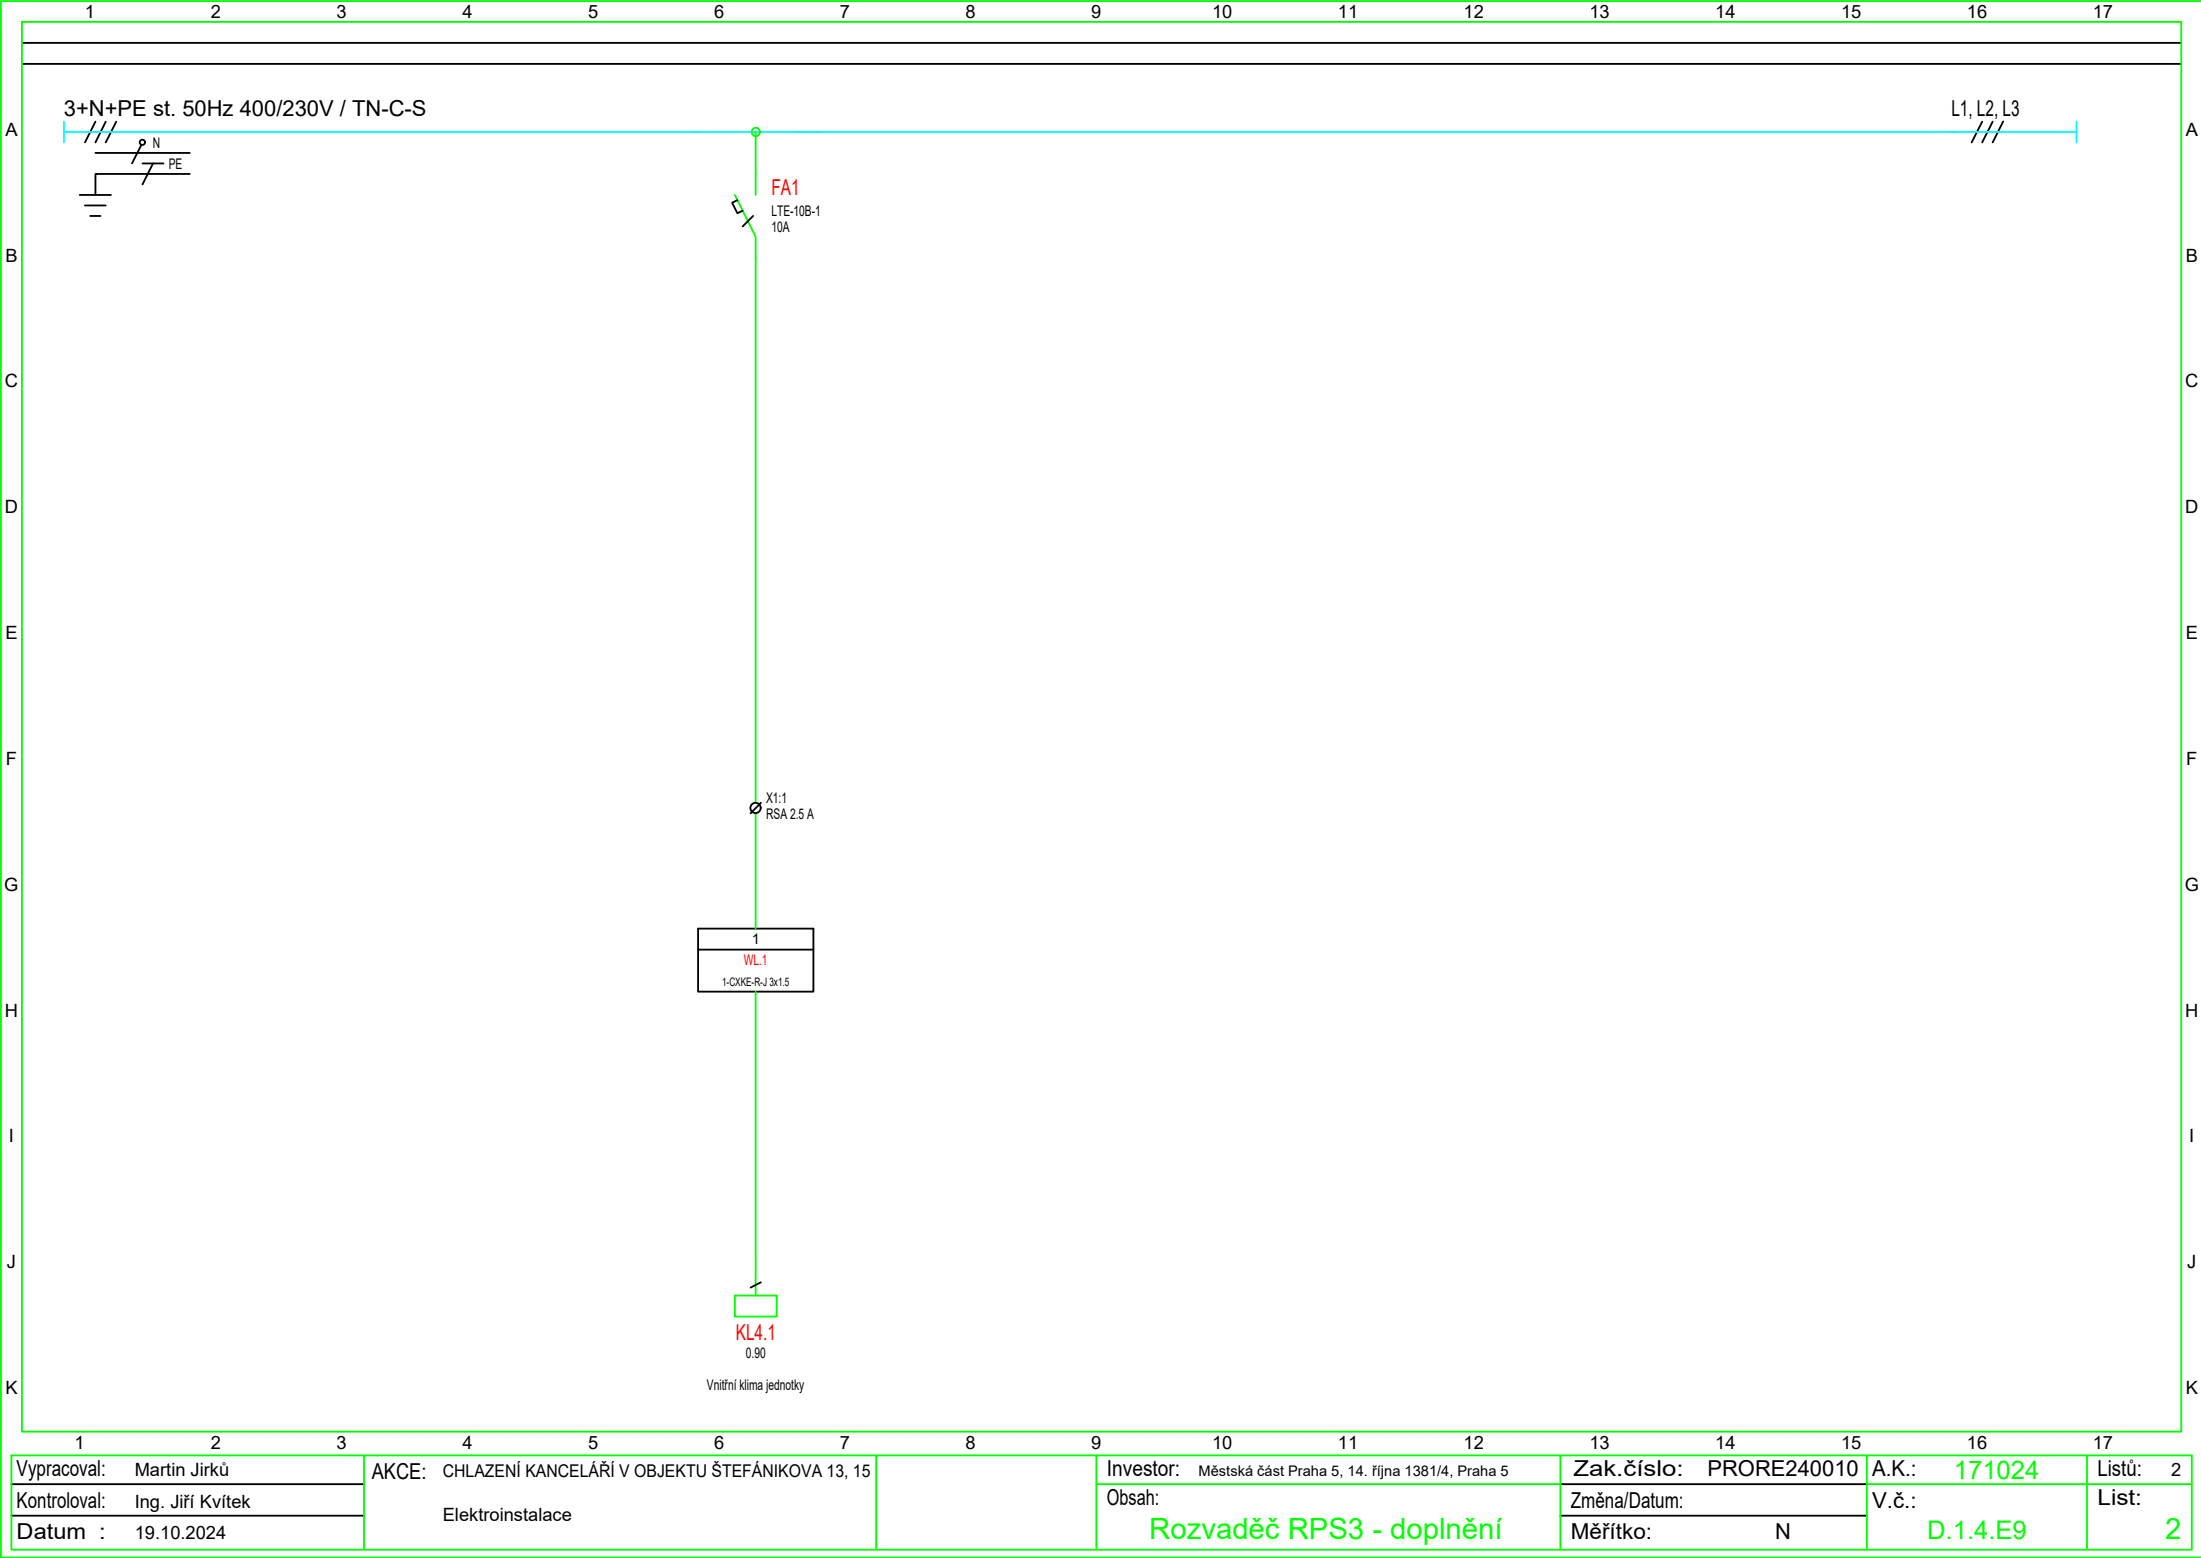 1 2 3 4 5 6 7 8 9 10 11 12 13 14 15 16 17
3+N+PE st. 50Hz 400/230V / TN-C-S
L1, L2, L3
A A
N
PE
FA1
LTE-10B-1
10A
B B
C C
D D
E E
F F
X1:1
RSA 2.5 A
G G
1
WL.1
1-CXKE-R-J 3x1.5
H H
I I
J J
KL4.1
0.90
Vnitřní klima jednotky
K K
1 2 3 4 5 6 7 8 9 10 11 12 13 14 15 16 17
Vypracoval: Martin Jirků
Kontroloval: Ing. Jiří Kvítek
Datum : 19.10.2024
AKCE: CHLAZENÍ KANCELÁŘÍ V OBJEKTU ŠTEFÁNIKOVA 13, 15
Elektroinstalace
Investor: Městská část Praha 5, 14. října 1381/4, Praha 5
Obsah:
Rozvaděč RPS3 - doplnění
Zak.číslo: PRORE240010
Změna/Datum:
Měřítko: N
A.K.: 171024
V.č.:
D.1.4.E9
Listů: 2
List:
2